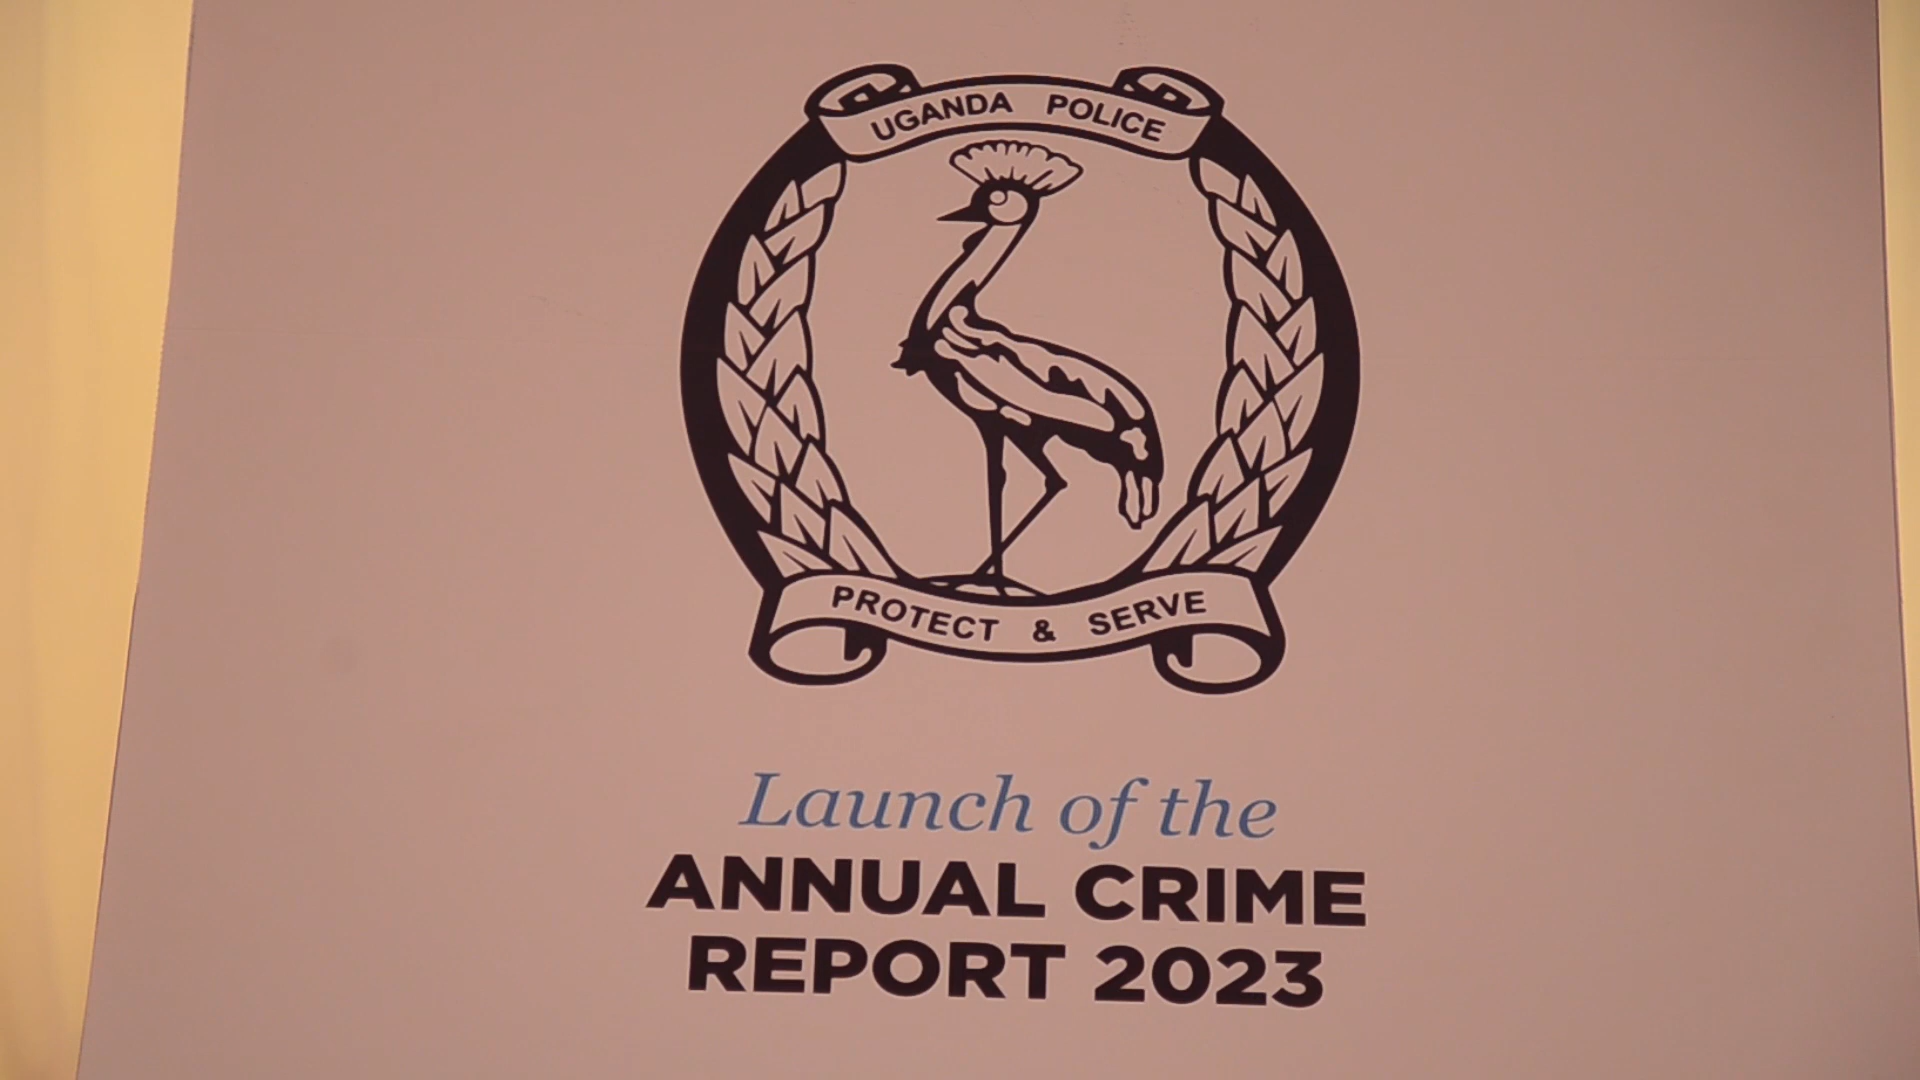 UGANDA POLICE
PROTECT & SERVE
Launch of the
ANNUAL CRIME
REPORT 2023